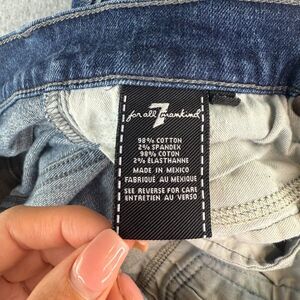 7
for all mankind
98% COTTON
2% SPANDEX
98% COTON
2% ÉLASTHANNE
MADE IN MEXICO
FABRIQUÉ AU MEXIQUE
SEE REVERSE FOR CARE
ENTRETIEN AU VERSO